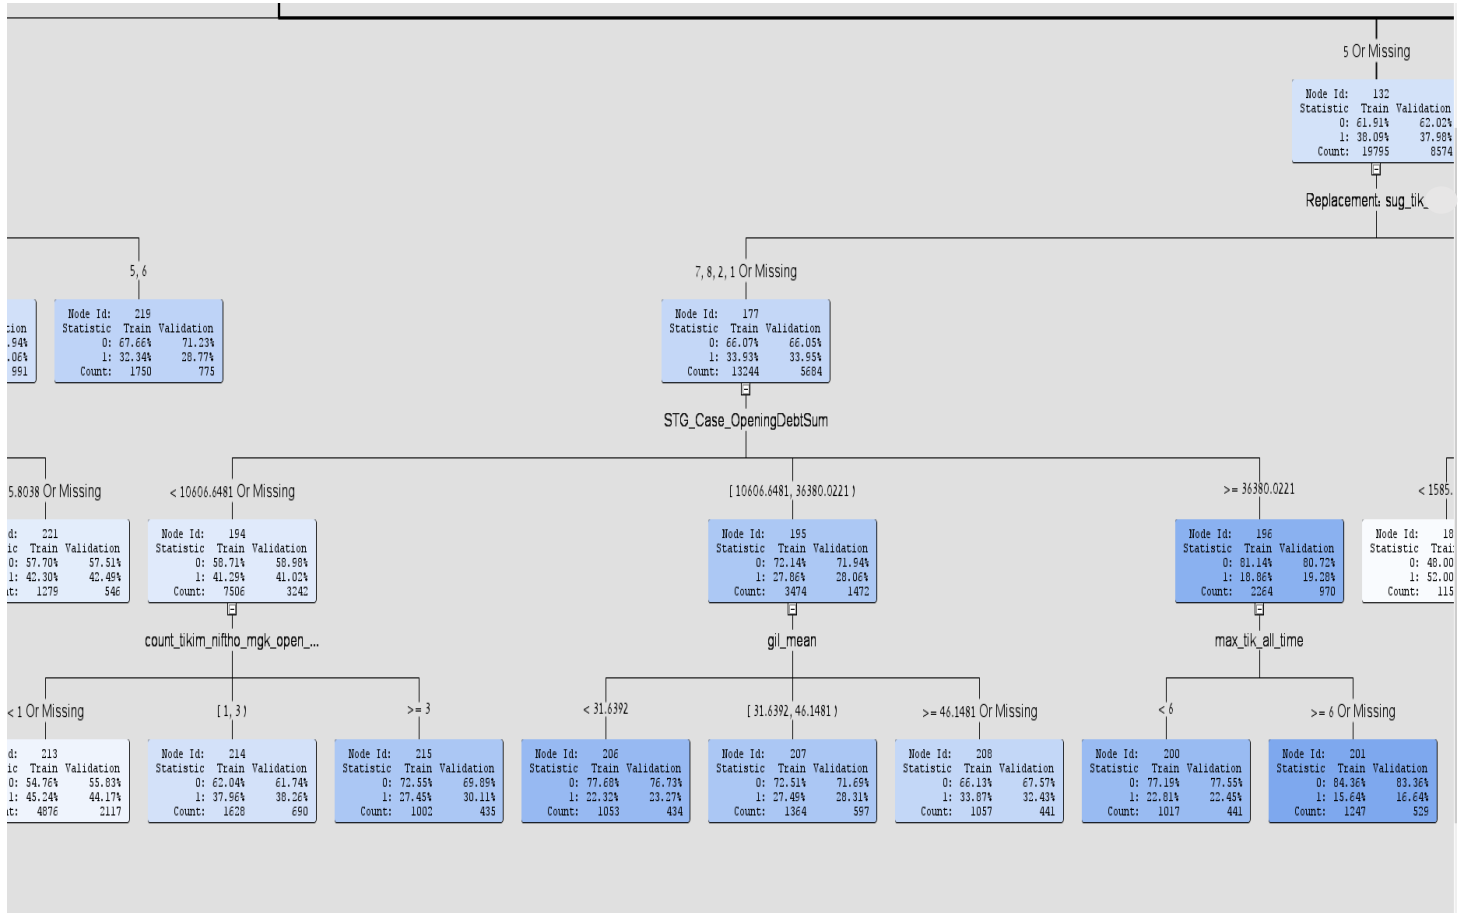 5 Or Missing
Node Id: 132
Statistic Train Validation
0: 61.91% 62.02%
1: 38.09% 37.98%
Count: 19795 8574
Replacement: sug_tik_
5, 6
7, 8, 2, 1 Or Missing
tion
.94%
.06%
991
Node Id: 219
Statistic Train Validation
0: 67.66% 71.23%
1: 32.34% 28.77%
Count: 1750 775
Node Id: 177
Statistic Train Validation
0: 66.07% 66.05%
1: 33.93% 33.95%
Count: 13244 5684
STG_Case_OpeningDebtSum
5.8038 Or Missing
< 10606.6481 Or Missing
[ 10606.6481, 36380.0221 )
>= 36380.0221
< 1585.
d: 221
ic Train Validation
0: 57.70% 57.51%
1: 42.30% 42.49%
nt: 1279 546
Node Id: 194
Statistic Train Validation
0: 58.71% 58.98%
1: 41.29% 41.02%
Count: 7506 3242
Node Id: 195
Statistic Train Validation
0: 72.14% 71.94%
1: 27.86% 28.06%
Count: 3474 1472
Node Id: 196
Statistic Train Validation
0: 81.14% 80.72%
1: 18.86% 19.28%
Count: 2264 970
Node Id: 18
Statistic Trai
0: 48.00
1: 52.00
Count: 115
count_tikim_niftho_mgk_open_...
gil_mean
max_tik_all_time
< 1 Or Missing
[ 1, 3 )
>= 3
< 31.6392
[ 31.6392, 46.1481 )
>= 46.1481 Or Missing
< 6
>= 6 Or Missing
d: 213
ic Train Validation
0: 54.76% 55.83%
1: 45.24% 44.17%
nt: 4876 2117
Node Id: 214
Statistic Train Validation
0: 62.04% 61.74%
1: 37.96% 38.26%
Count: 1628 690
Node Id: 215
Statistic Train Validation
0: 72.55% 69.89%
1: 27.45% 30.11%
Count: 1002 435
Node Id: 206
Statistic Train Validation
0: 77.68% 76.73%
1: 22.32% 23.27%
Count: 1053 434
Node Id: 207
Statistic Train Validation
0: 72.51% 71.69%
1: 27.49% 28.31%
Count: 1364 597
Node Id: 208
Statistic Train Validation
0: 66.13% 67.57%
1: 33.87% 32.43%
Count: 1057 441
Node Id: 200
Statistic Train Validation
0: 77.19% 77.55%
1: 22.81% 22.45%
Count: 1017 441
Node Id: 201
Statistic Train Validation
0: 84.36% 83.36%
1: 15.64% 16.64%
Count: 1247 529